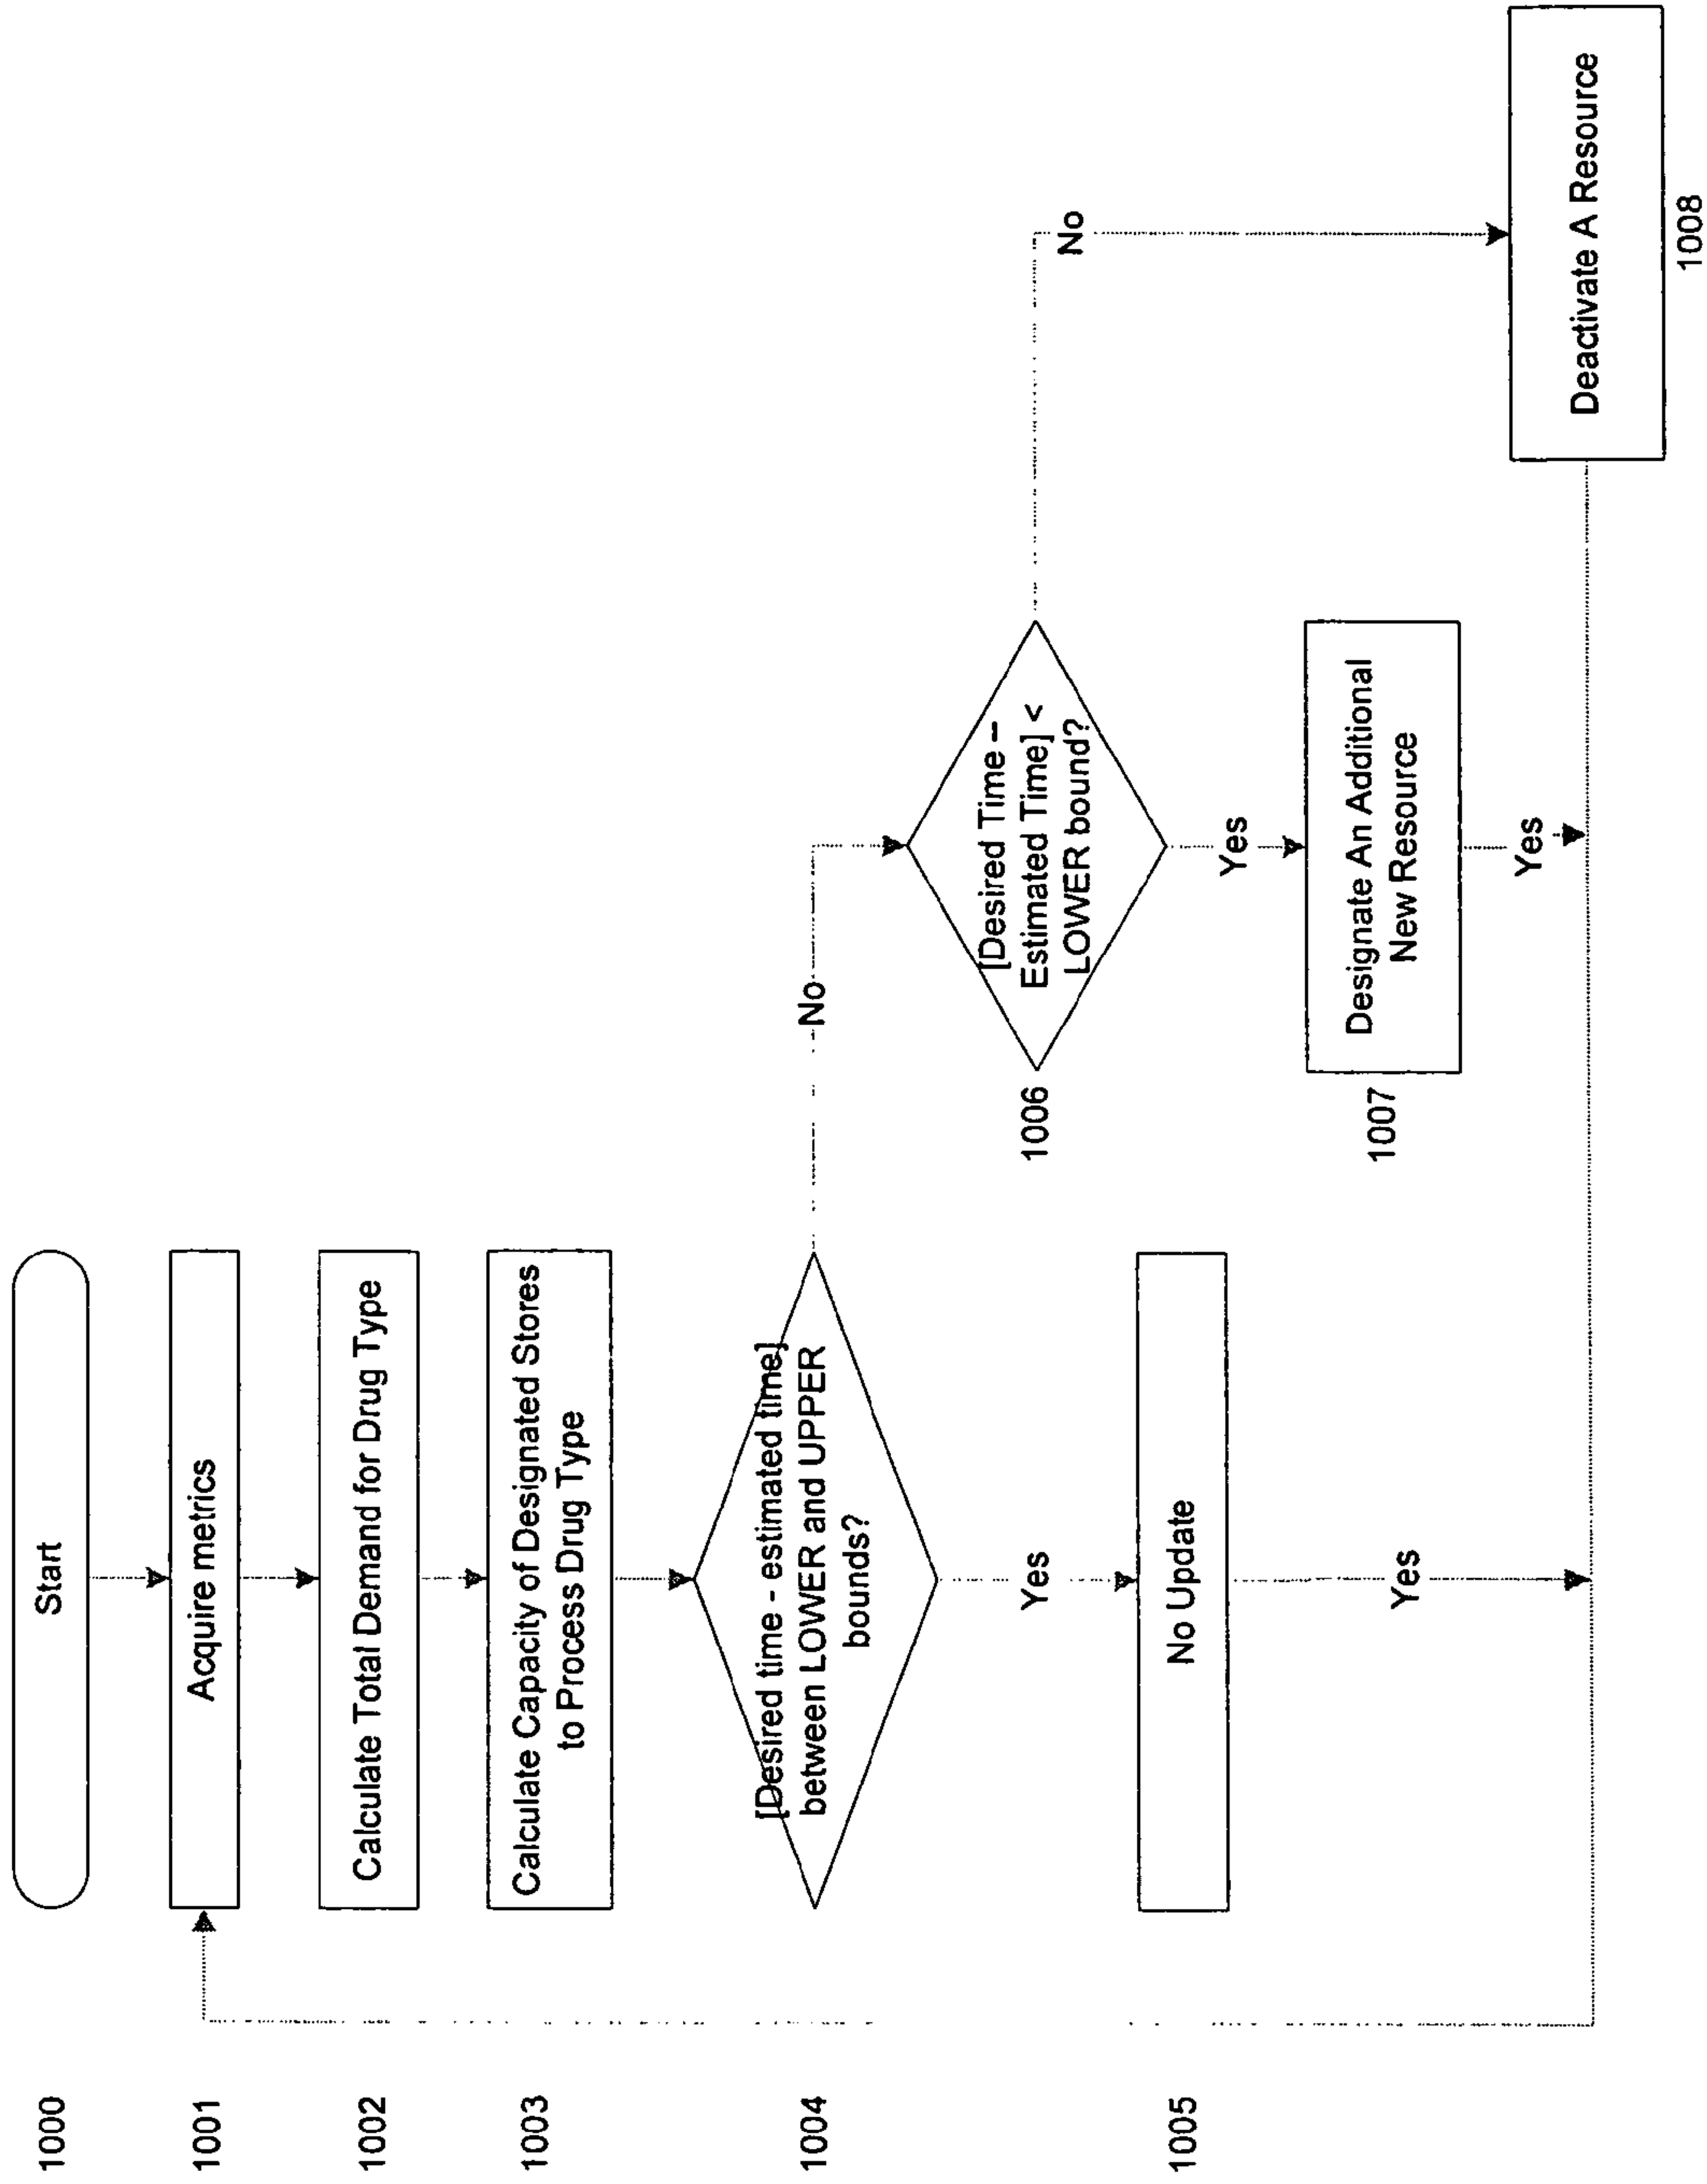 1000
Start
1001
Acquire metrics
1002
Calculate Total Demand for Drug Type
1003
Calculate Capacity of Designated Stores
to Process Drug Type
1004
[Desired time - estimated time]
between LOWER and UPPER
bounds?
No
Yes
1006
[Desired Time –
Estimated Time] <
LOWER bound?
No
Yes
1005
No Update
Yes
1007
Designate An Additional
New Resource
Yes
Deactivate A Resource
1008